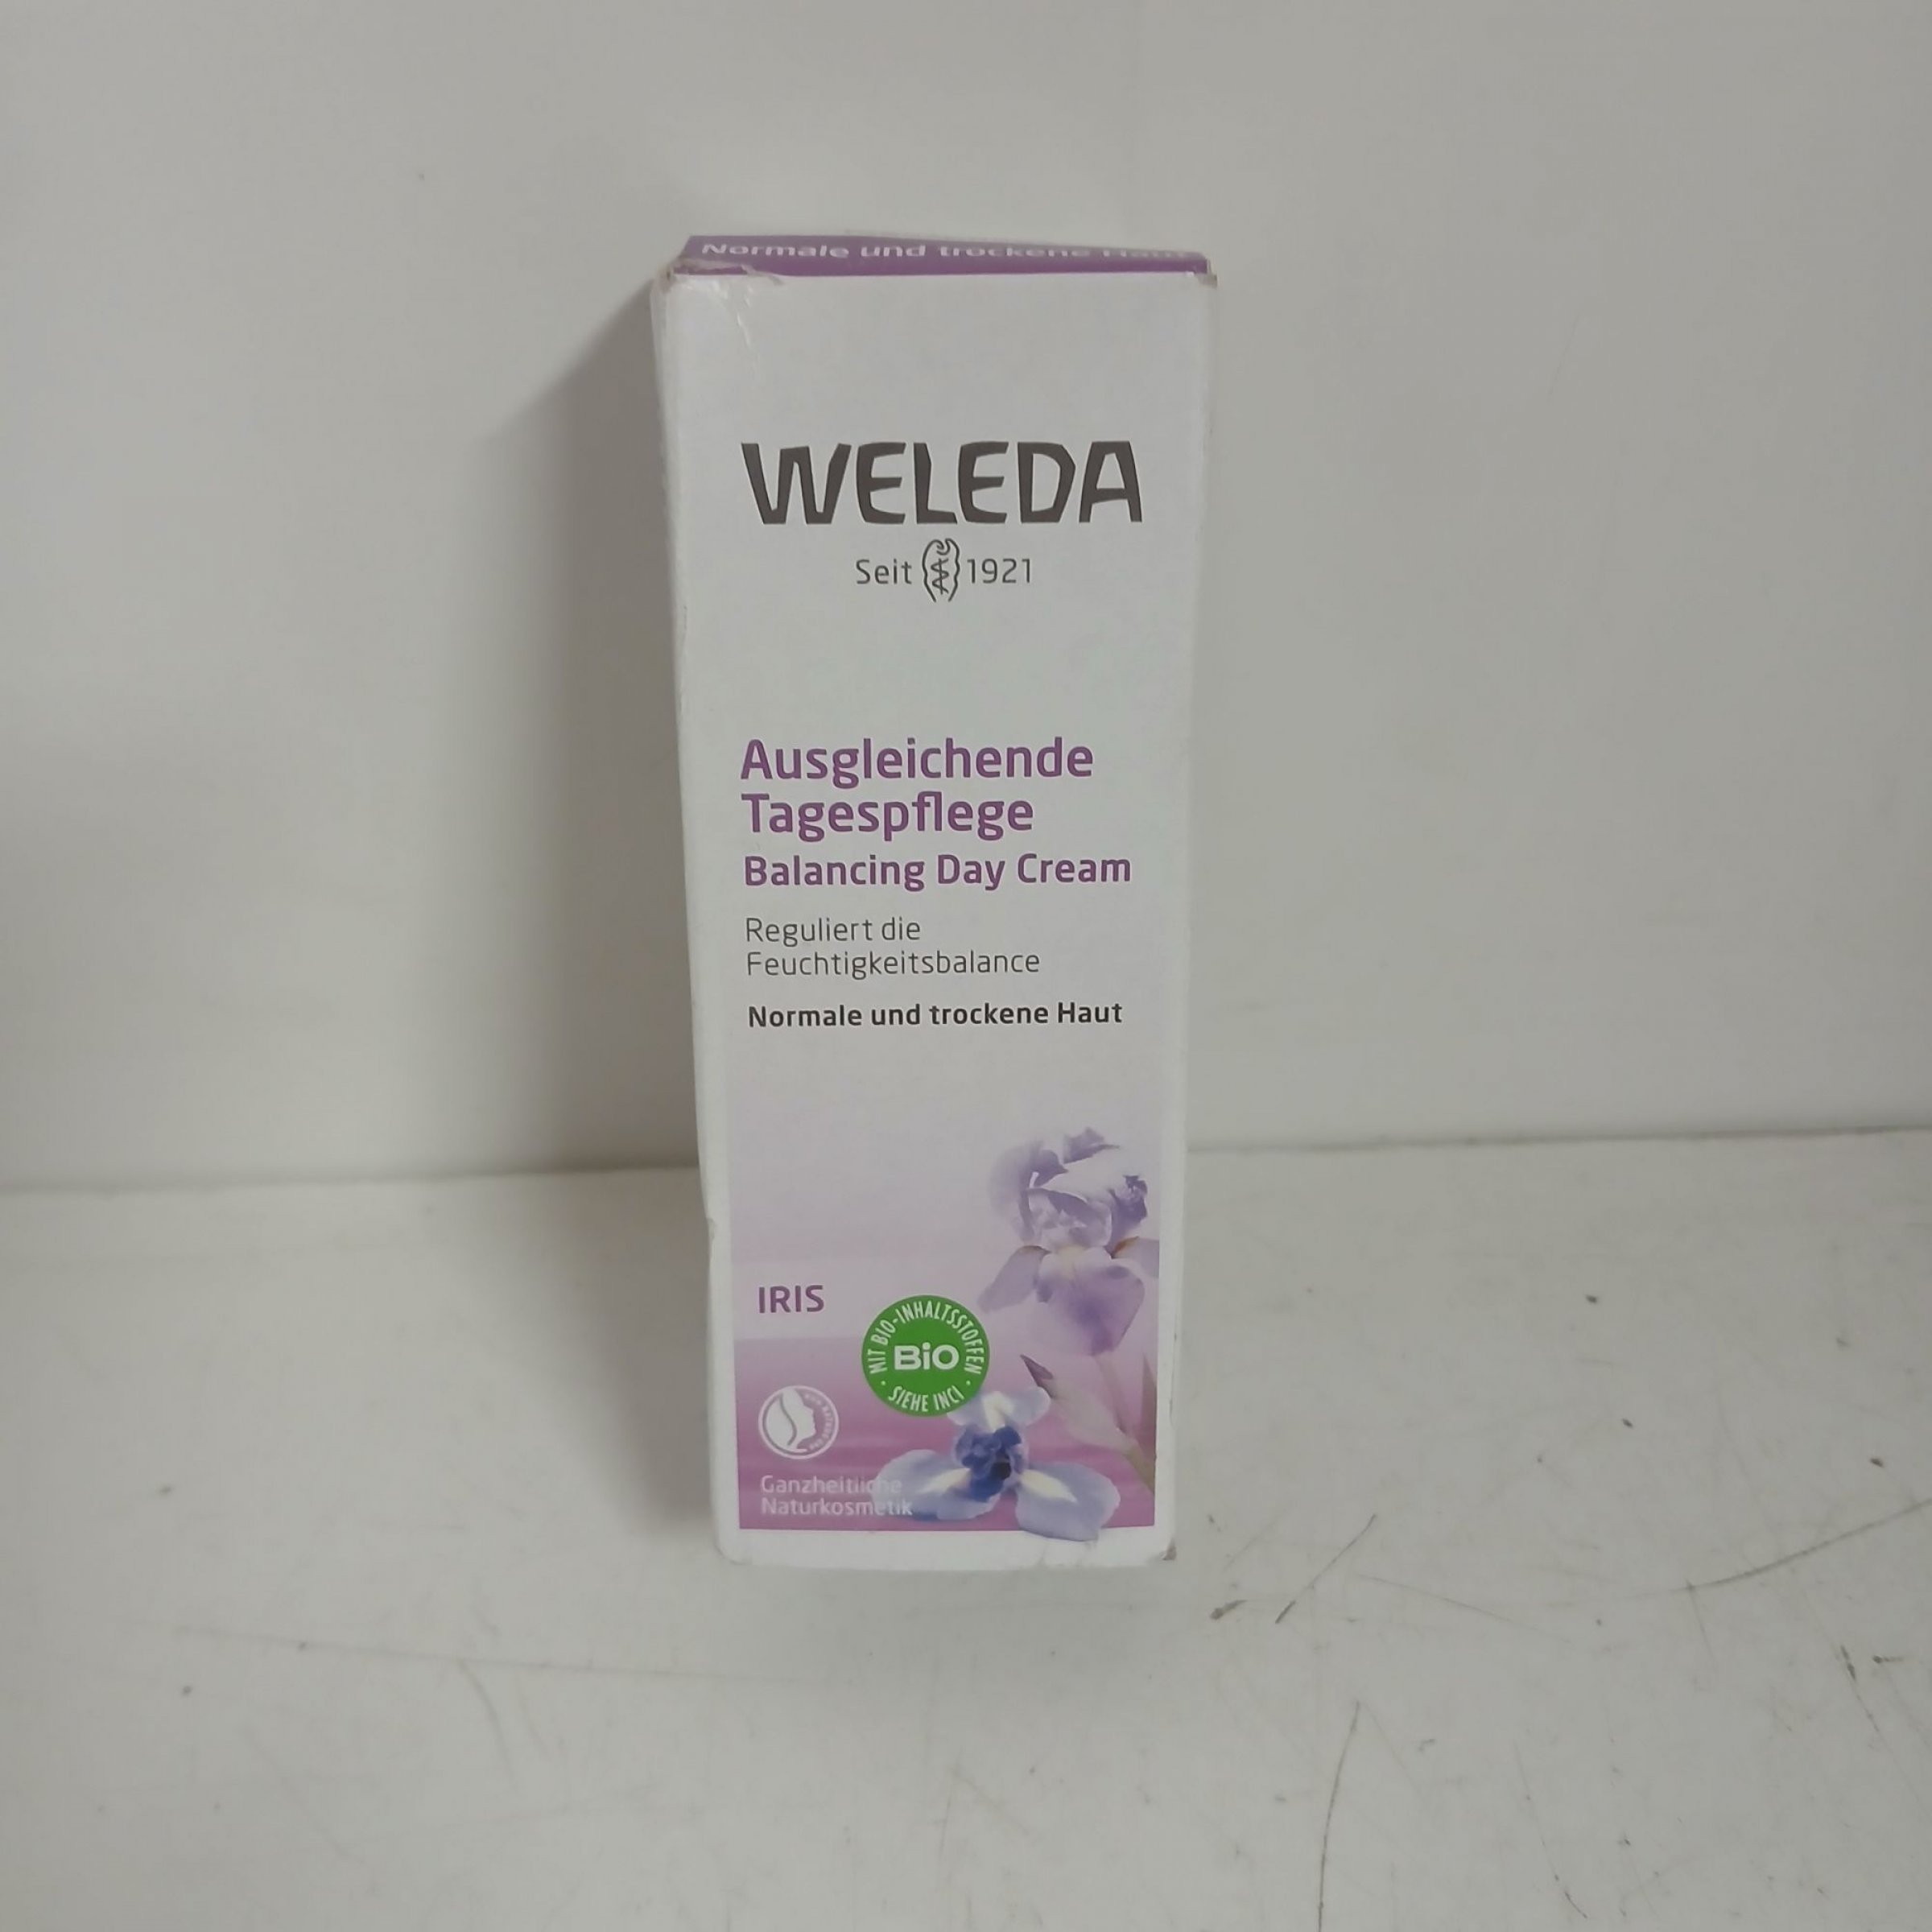 Normale und trockene Haut
WELEDA
Seit 1921
Ausgleichende
Tagespflege
Balancing Day Cream
Reguliert die
Feuchtigkeitsbalance
Normale und trockene Haut
IRIS
MIT BIO-INHALTSSTOFFEN
BiO
SIEHE INCI
Ganzheitliche
Naturkosmetik